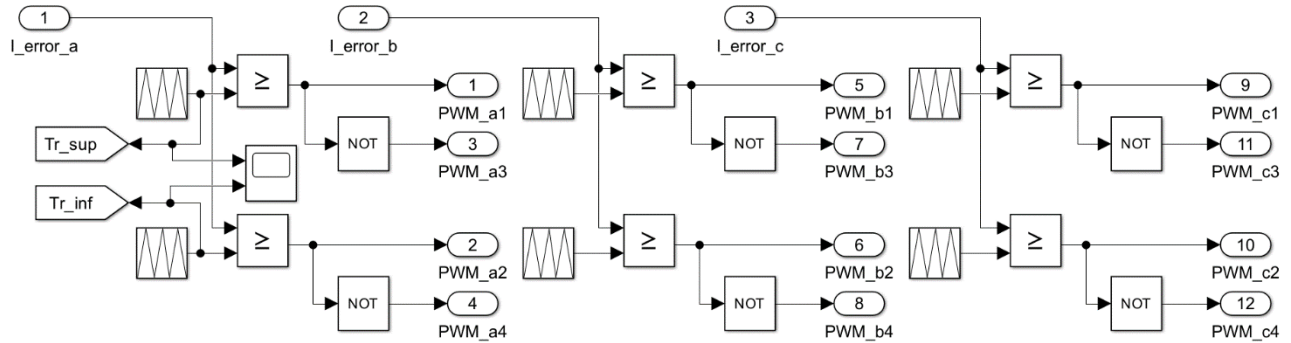 1
I_error_a
2
I_error_b
3
I_error_c
≥
≥
≥
1
PWM_a1
5
PWM_b1
9
PWM_c1
Tr_sup
NOT
3
PWM_a3
NOT
7
PWM_b3
NOT
11
PWM_c3
Tr_inf
≥
≥
≥
2
PWM_a2
6
PWM_b2
10
PWM_c2
NOT
4
PWM_a4
NOT
8
PWM_b4
NOT
12
PWM_c4